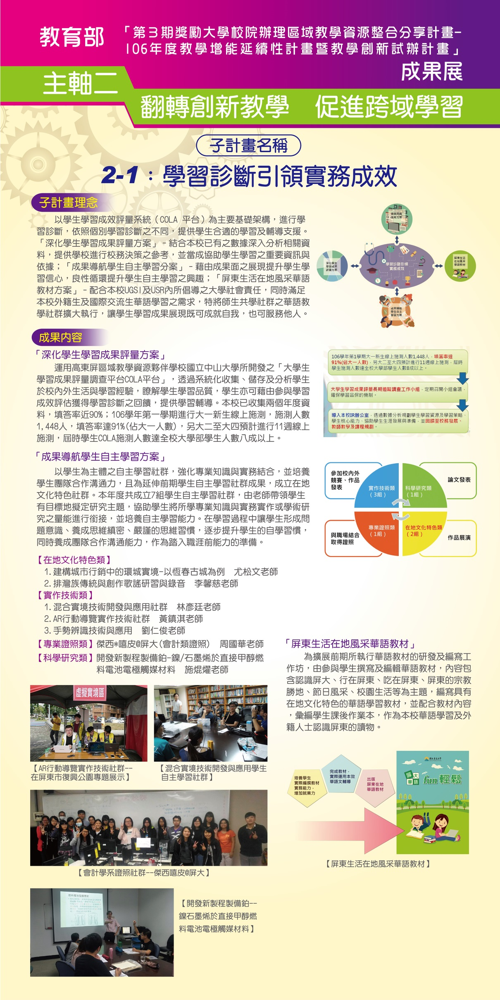 教育部
「第3期獎勵大學校院辦理區域教學資源整合分享計畫-
106年度教學增能延續性計畫暨教學創新試辦計畫」
成果展
主軸二
翻轉創新教學　促進跨域學習
子計畫名稱
2-1：學習診斷引領實務成效
子計畫理念
以學生學習成效評量系統（COLA 平台）為主要基礎架構，進行學
習診斷，依照個別學習診斷之不同，提供學生合適的學習及輔導支援。
「深化學生學習成果評量方案」-結合本校已有之數據深入分析相關資
料，提供學校進行校務決策之參考，並當成協助學生學習之重要資訊與
依據；「成果導航學生自主學習分案」-藉由成果面之展現提升學生學
習信心，良性循環提升學生自主學習之興趣；「屏東生活在地風采華語
教材方案」-配合本校UGSI及USR內所倡導之大學社會責任，同時滿足
本校外籍生及國際交流生華語學習之需求，特將師生共學社群之華語教
學社群擴大執行，讓學生學習成果展現既可成就自我，也可服務他人。
深化學生
學習成果
評量方案
學習診斷引領
實務成效
屏東生活
在地風采
華語教材
成果導航
學生自主
學習方案
成果內容
「深化學生學習成果評量方案」
運用高東屏區域教學資源夥伴學校國立中山大學所開發之「大學生
學習成果評量調查平台COLA平台」，透過系統化收集、儲存及分析學生
於校內外生活與學習經驗，瞭解學生學習品質，學生亦可藉由參與學習
成效評估獲得學習診斷之回饋，提供學習輔導。本校已收集兩個年度資
料，填答率近90%；106學年第一學期進行大一新生線上施測，施測人數
1,448人，填答率達91%(佔大一人數)，另大二至大四預計進行11週線上
施測，屆時學生COLA施測人數達全校大學部學生人數八成以上。
106學年第1學期大一新生線上施測人數1,448人，填答率達
91%(佔大一人數)，另大二至大四預計進行11週線上施測，屆時
學生施測人數達全校大學部學生人數8成以上。
大學生學習成果評量長期追蹤調查工作小組，定期召開小組會議，
確保學習品保的機制。
導入本校IR辦公室，透過數據分析規劃學生學習資源及學習策略、
學生核心能力、協助學生生涯發展與準備，並回饋至校務發展、
教師教學及課程規劃。
「成果導航學生自主學習方案」
以學生為主體之自主學習社群，強化專業知識與實務結合，並培養
學生團隊合作溝通力，且為延伸前期學生自主學習社群成果，成立在地
文化特色社群。本年度共成立7組學生自主學習社群，由老師帶領學生
有目標地擬定研究主題，協助學生將所學專業知識與實務實作或學術研
究之量能進行銜接，並培養自主學習能力。在學習過程中讓學生形成問
題意識、養成思維縝密、嚴謹的思維習慣，逐步提升學生的自學習慣，
同時養成團隊合作溝通能力，作為踏入職涯前能力的準備。
參加校內外
競賽、作品
發表
實作技術類
（3組）
科學研究類
（1組）
論文發表
與職場結合
取得證照
專業證照類
（1組）
在地文化特色類
（2組）
作品展演
【在地文化特色類】
1.建構城市行銷中的環城實境-以恆春古城為例　尤松文老師
2.排灣族傳統與創作歌謠研習與錄音　李馨慈老師
【實作技術類】
1.混合實境技術開發與應用社群　林彥廷老師
2.AR行動導覽實作技術社群　黃鎮淇老師
3.手勢辨識技術與應用　劉仁俊老師
【專業證照類】傑西*嘻皮@屏大(會計類證照)　周國華老師
【科學研究類】開發新製程製備鉑-鎳/石墨烯於直接甲醇燃
料電池電極觸媒材料　施焜燿老師
「屏東生活在地風采華語教材」
為擴展前期所執行華語教材的研發及編寫工
作坊，由參與學生撰寫及編輯華語教材，內容包
含認識屏大、行在屏東、吃在屏東、屏東的宗教
勝地、節日風采、校園生活等為主題，編寫具有
在地文化特色的華語學習教材，並配合教材內容
，彙編學生課後作業本，作為本校華語學習及外
籍人士認識屏東的讀物。
虛擬實境區
【AR行動導覽實作技術社群--
在屏東市復興公園專題展示】
【混合實境技術開發與應用學生
自主學習社群】
培養學生
實際編撰教材
實務能力，
增加就業力
完成教材，
實際運用本效
華語文輔導
出版
屏東在地
華語教材
國立屏東大學
屏大
華語
fun輕鬆
【屏東生活在地風采華語教材】
【會計學系證照社群--傑西嘻皮@屏大】
【開發新製程製備鉑--
鎳石墨烯於直接甲醇燃
料電池電極觸媒材料】